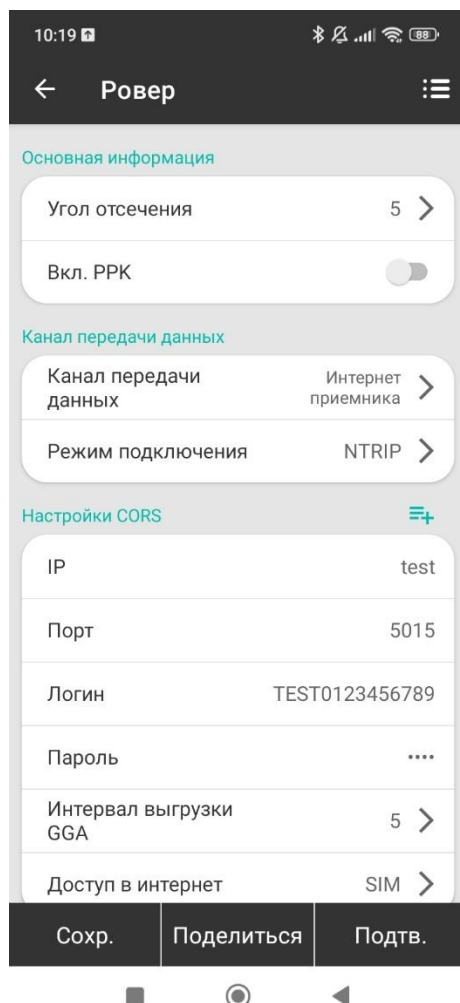 10:19 88
Ровер
Основная информация
Угол отсечения 5
Вкл. PPK
Канал передачи данных
Канал передачи данных Интернет приемника
Режим подключения NTRIP
Настройки CORS
IP test
Порт 5015
Логин TEST0123456789
Пароль ····
Интервал выгрузки GGA 5
Доступ в интернет SIM
Сохр. Поделиться Подтв.